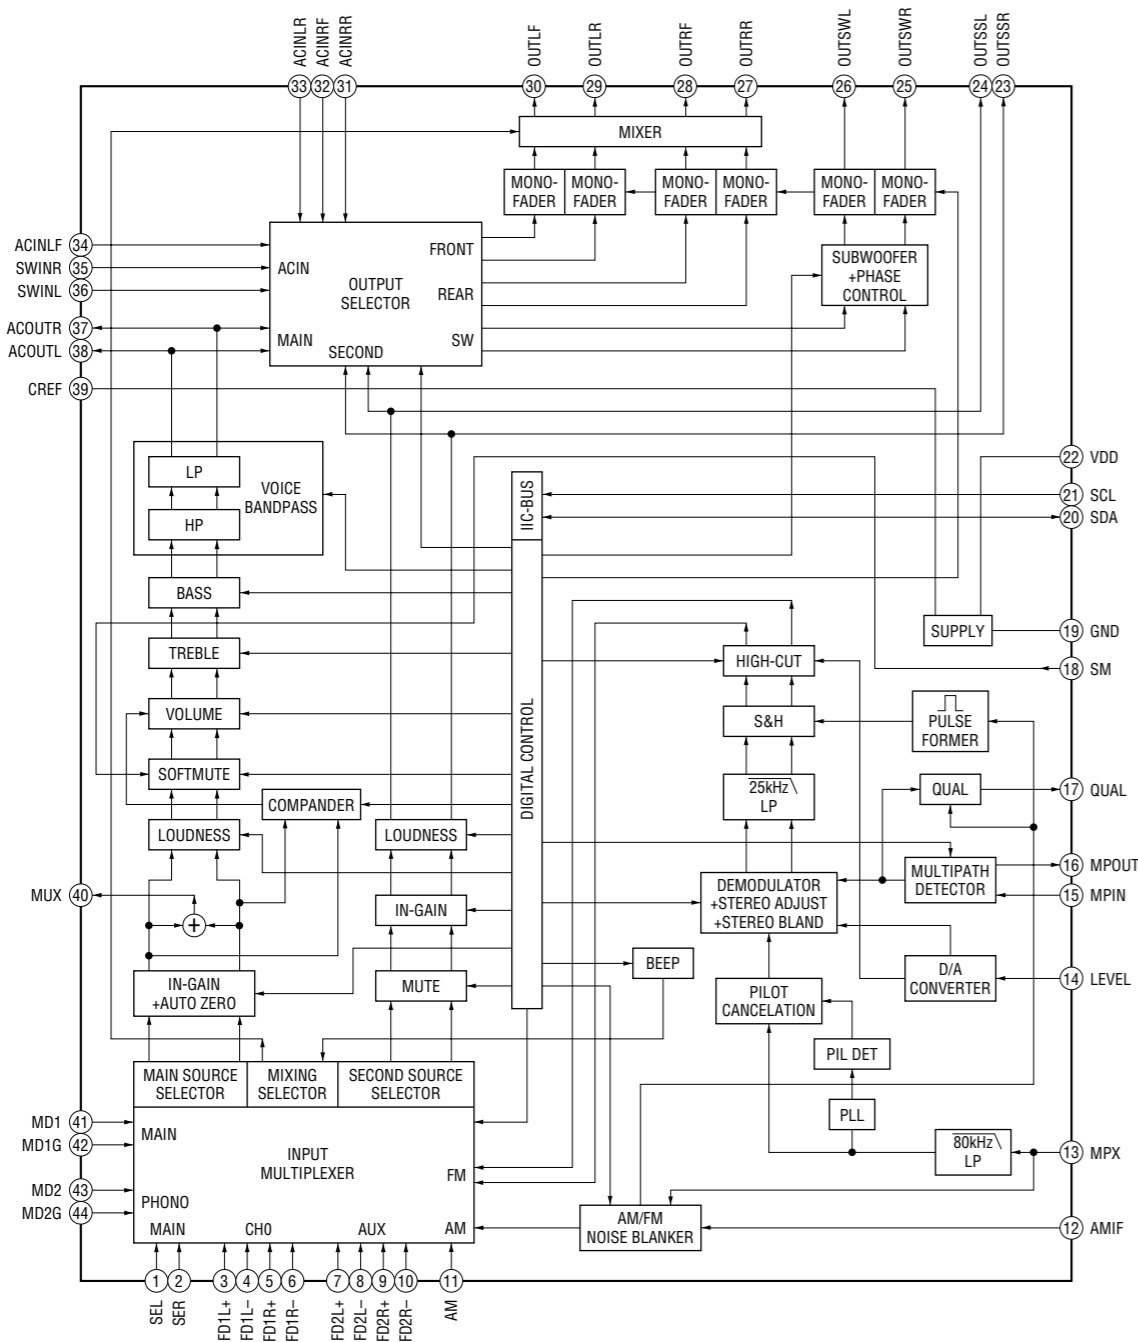 ACINLR
ACINRF
ACINRR
OUTLF
OUTLR
OUTRF
OUTRR
OUTSWL
OUTSWR
OUTSSL
OUTSSR
33
32
31
30
29
28
27
26
25
24
23
MIXER
MONO-
FADER
MONO-
FADER
MONO-
FADER
MONO-
FADER
MONO-
FADER
MONO-
FADER
ACINLF 34
SWINR 35
SWINL 36
ACOUTR 37
ACOUTL 38
CREF 39
ACIN
MAIN
SECOND
OUTPUT
SELECTOR
FRONT
REAR
SW
SUBWOOFER
+PHASE
CONTROL
LP
HP
VOICE
BANDPASS
IIC-BUS
DIGITAL CONTROL
22 VDD
21 SCL
20 SDA
BASS
TREBLE
VOLUME
SOFTMUTE
LOUDNESS
COMPANDER
LOUDNESS
HIGH-CUT
S&H
25kHz
LP
SUPPLY
19 GND
18 SM
PULSE
FORMER
QUAL
17 QUAL
MULTIPATH
DETECTOR
16 MPOUT
15 MPIN
MUX 40
+
IN-GAIN
DEMODULATOR
+STEREO ADJUST
+STEREO BLAND
IN-GAIN
+AUTO ZERO
MUTE
BEEP
PILOT
CANCELATION
D/A
CONVERTER
14 LEVEL
PIL DET
PLL
MAIN SOURCE
SELECTOR
MIXING
SELECTOR
SECOND SOURCE
SELECTOR
MD1 41
MD1G 42
MD2 43
MD2G 44
MAIN
INPUT
MULTIPLEXER
FM
PHONO
MAIN
CH0
AUX
AM
80kHz
LP
13 MPX
AM/FM
NOISE BLANKER
12 AMIF
1
2
3
4
5
6
7
8
9
10
11
SEL
SER
FD1L+
FD1L−
FD1R+
FD1R−
FD2L+
FD2L−
FD2R+
FD2R−
AM